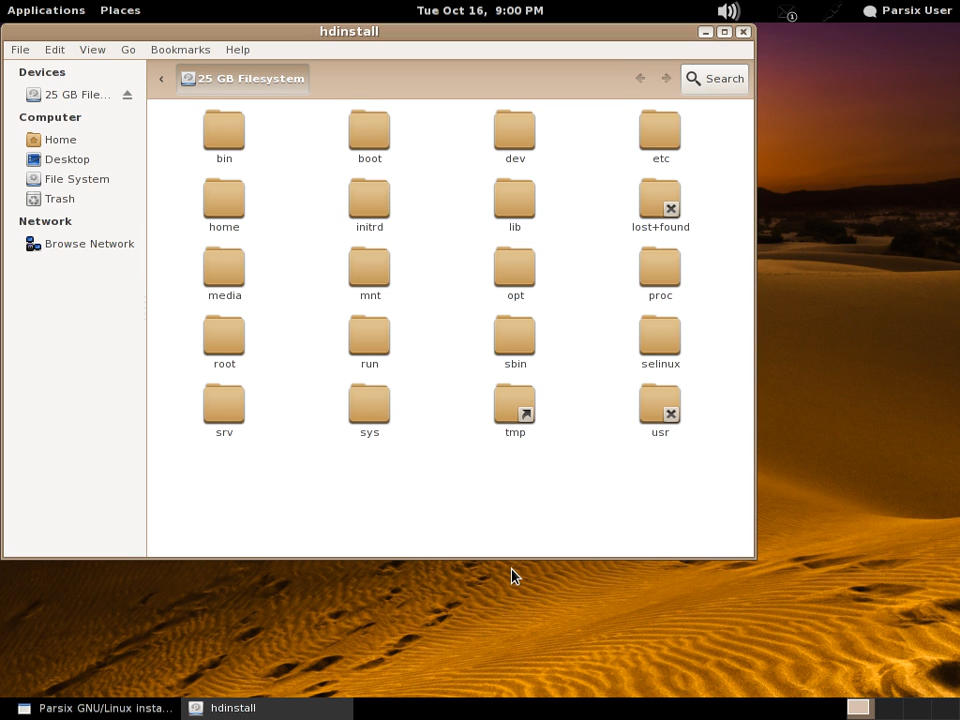 Applications Places Tue Oct 16, 9:00 PM 1 Parsix User
hdinstall
File Edit View Go Bookmarks Help
Devices
25 GB File...
Computer
Home
Desktop
File System
Trash
Network
Browse Network
25 GB Filesystem Search
bin boot dev etc
home initrd lib lost+found
media mnt opt proc
root run sbin selinux
srv sys tmp usr
Parsix GNU/Linux insta... hdinstall